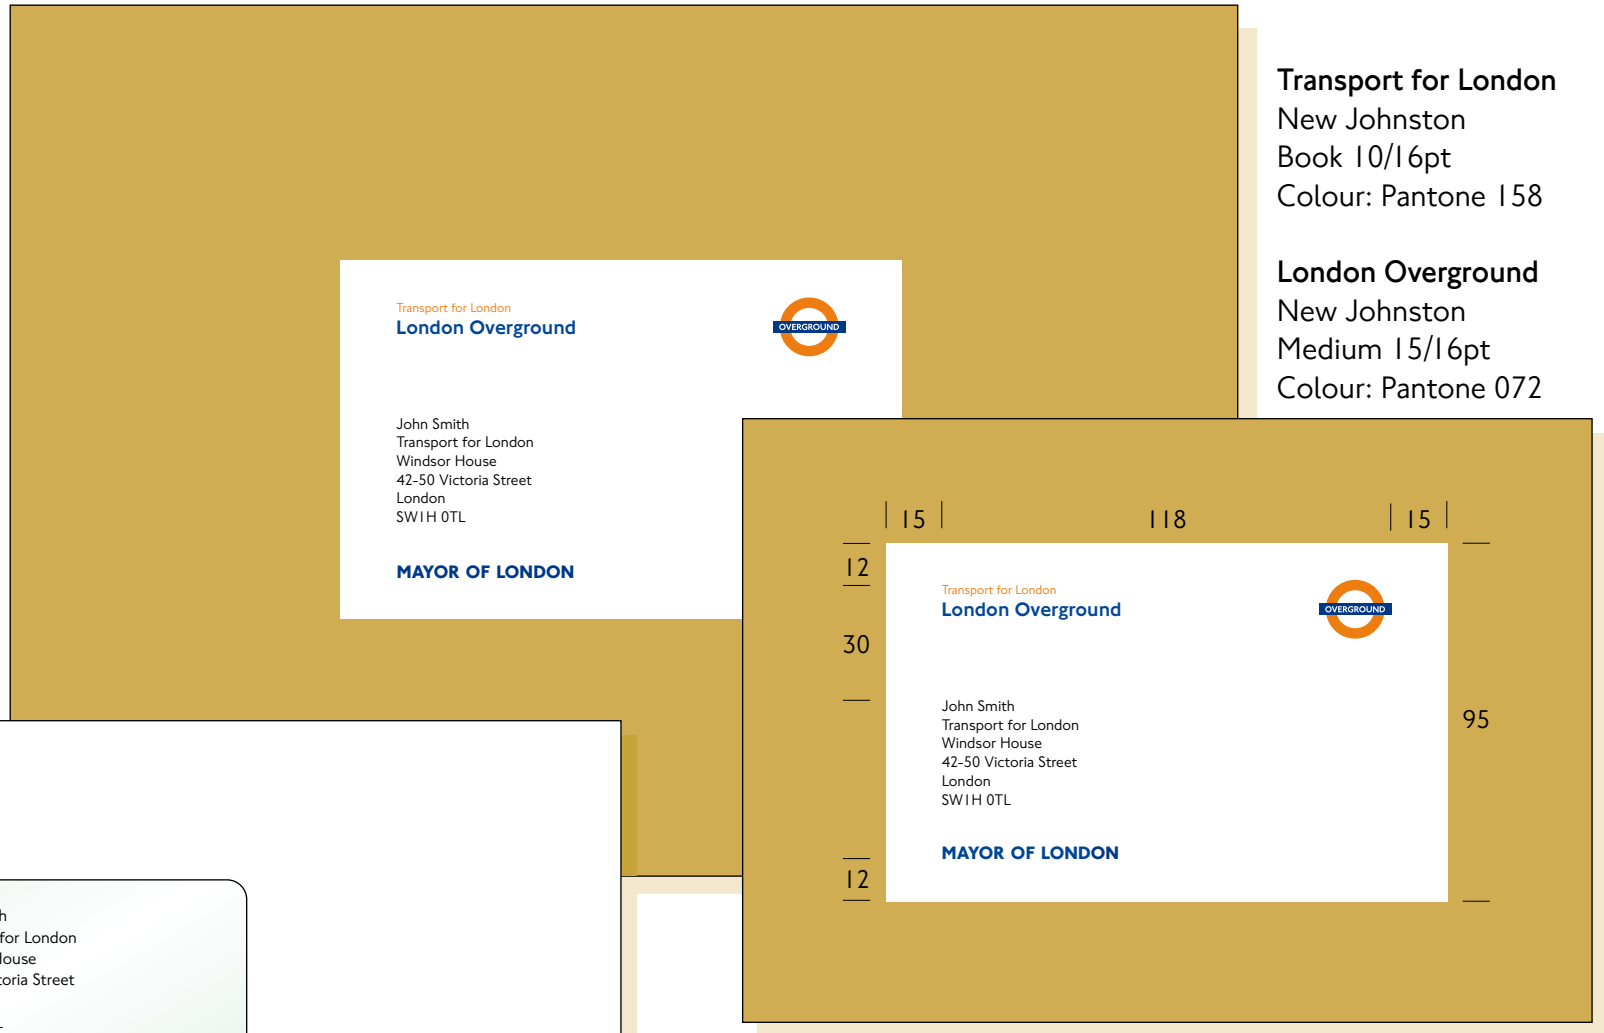 Transport for London
New Johnston
Book 10/16pt
Colour: Pantone 158
London Overground
New Johnston
Medium 15/16pt
Colour: Pantone 072
Transport for London
London Overground
OVERGROUND
John Smith
Transport for London
Windsor House
42-50 Victoria Street
London
SW1H 0TL
MAYOR OF LONDON
15 118 15
12
30
12
95
Transport for London
London Overground
OVERGROUND
John Smith
Transport for London
Windsor House
42-50 Victoria Street
London
SW1H 0TL
MAYOR OF LONDON
for London
Street